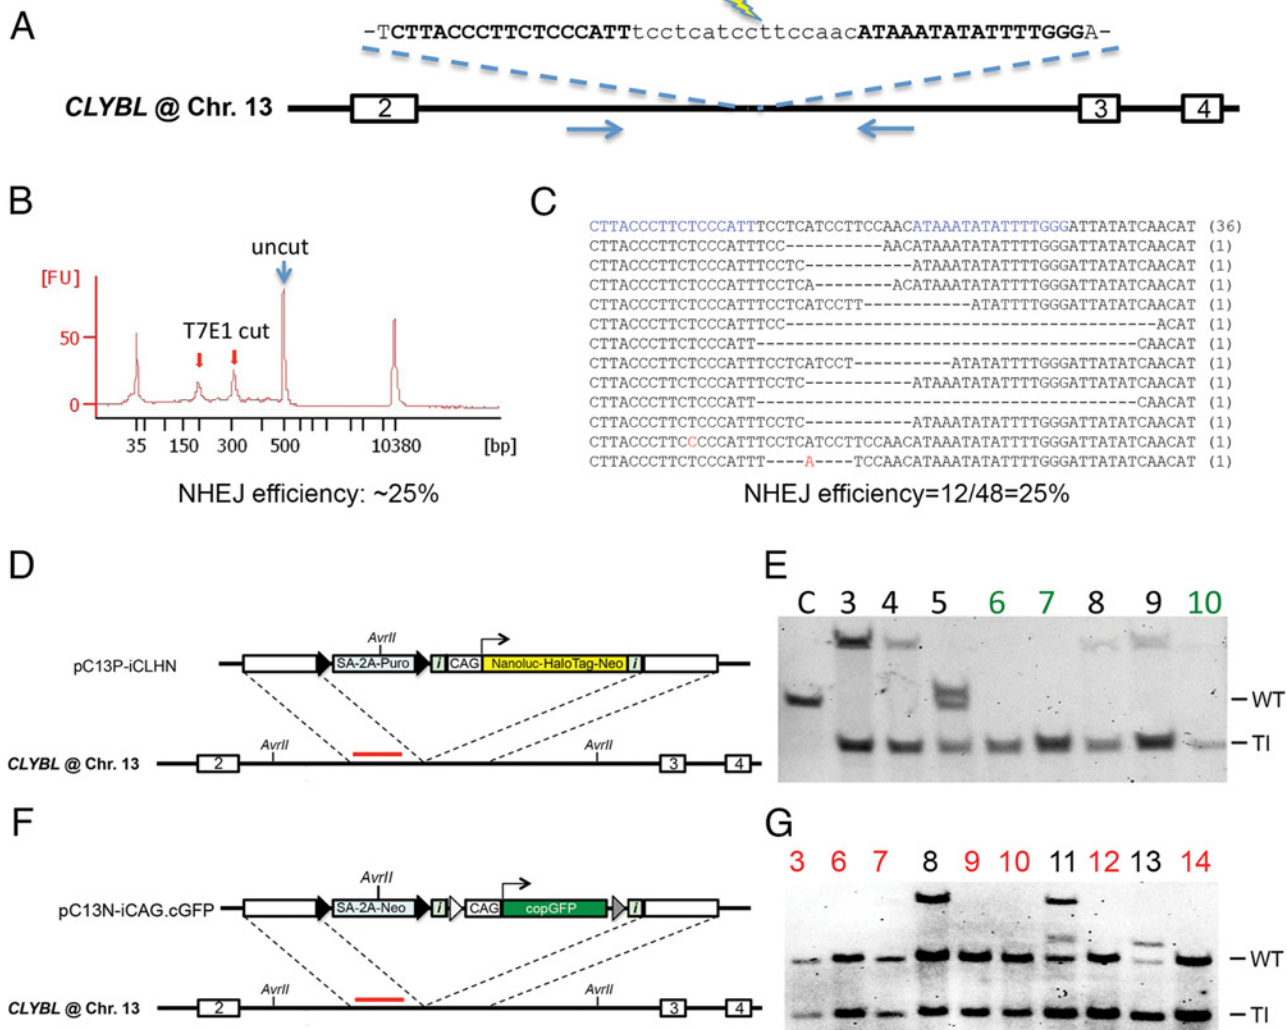 A
-TCTTACCCTTCTCCCATTtcctcatccttccaacATAAATATATTTTGGGA-
CLYBL @ Chr. 13
2
3
4
B
uncut
[FU]
T7E1 cut
50
0
35 150 300 500 10380 [bp]
NHEJ efficiency: ~25%
C
CTTACCCTTCTCCCATTTCCTCATCCTTCCAACATAAATATATTTTGGGATTATATCAACAT (36)
CTTACCCTTCTCCCATTTCC----------AACATAAATATATTTTGGGATTATATCAACAT (1)
CTTACCCTTCTCCCATTTCCTC-----------ATAAATATATTTTGGGATTATATCAACAT (1)
CTTACCCTTCTCCCATTTCCTCA--------ACATAAATATATTTTGGGATTATATCAACAT (1)
CTTACCCTTCTCCCATTTCCTCATCCTT-----------ATATTTTGGGATTATATCAACAT (1)
CTTACCCTTCTCCCATTTCC--------------------------------------ACAT (1)
CTTACCCTTCTCCCATT---------------------------------------CAACAT (1)
CTTACCCTTCTCCCATTTCCTCATCCT----------ATATATTTTGGGATTATATCAACAT (1)
CTTACCCTTCTCCCATTTCCTC-----------ATAAATATATTTTGGGATTATATCAACAT (1)
CTTACCCTTCTCCCATT---------------------------------------CAACAT (1)
CTTACCCTTCTCCCATTTCCTC-----------ATAAATATATTTTGGGATTATATCAACAT (1)
CTTACCCTTCCCCCATTTCCTCATCCTTCCAACATAAATATATTTTGGGATTATATCAACAT (1)
CTTACCCTTCTCCCATTT----A----TCCAACATAAATATATTTTGGGATTATATCAACAT (1)
NHEJ efficiency=12/48=25%
D
AvrII
pC13P-iCLHN
SA-2A-Puro
i
CAG
Nanoluc-HaloTag-Neo
i
AvrII
AvrII
CLYBL @ Chr. 13
2
3
4
E
C 3 4 5 6 7 8 9 10
WT
TI
F
AvrII
pC13N-iCAG.cGFP
SA-2A-Neo
i
CAG
copGFP
i
AvrII
AvrII
CLYBL @ Chr. 13
2
3
4
G
3 6 7 8 9 10 11 12 13 14
WT
TI